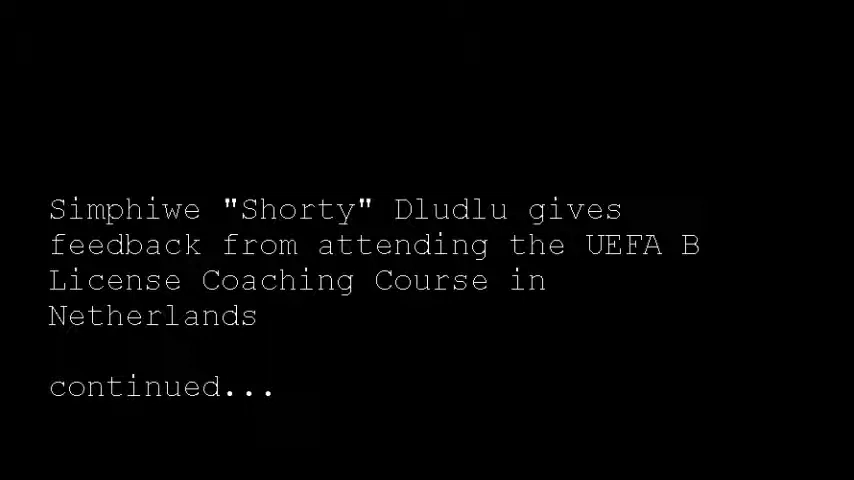 Simphiwe "Shorty" Dludlu gives
feedback from attending the UEFA B
License Coaching Course in
Netherlands
continued...